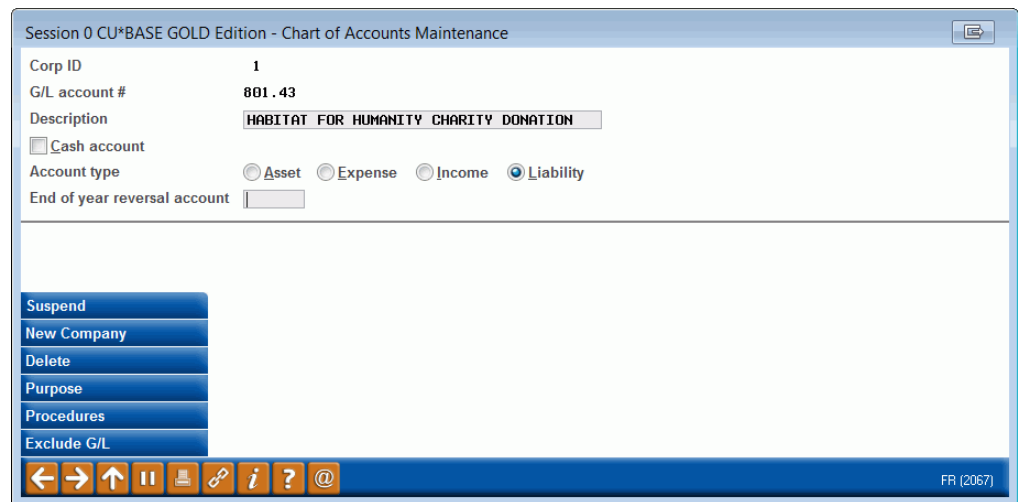 Session 0 CU*BASE GOLD Edition - Chart of Accounts Maintenance
Corp ID 1
G/L account # 801.43
Description HABITAT FOR HUMANITY CHARITY DONATION
Cash account
Account type Asset Expense Income Liability
End of year reversal account
Suspend
New Company
Delete
Purpose
Procedures
Exclude G/L
i ? @ FR (2067)